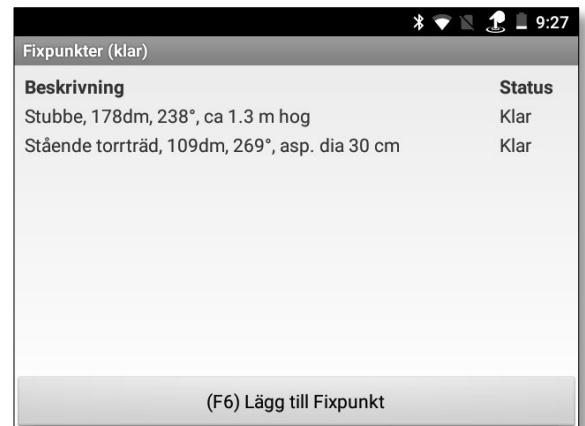 9:27
Fixpunkter (klar)
Beskrivning Status
Stubbe, 178dm, 238°, ca 1.3 m hog Klar
Stående torrträd, 109dm, 269°, asp. dia 30 cm Klar
(F6) Lägg till Fixpunkt